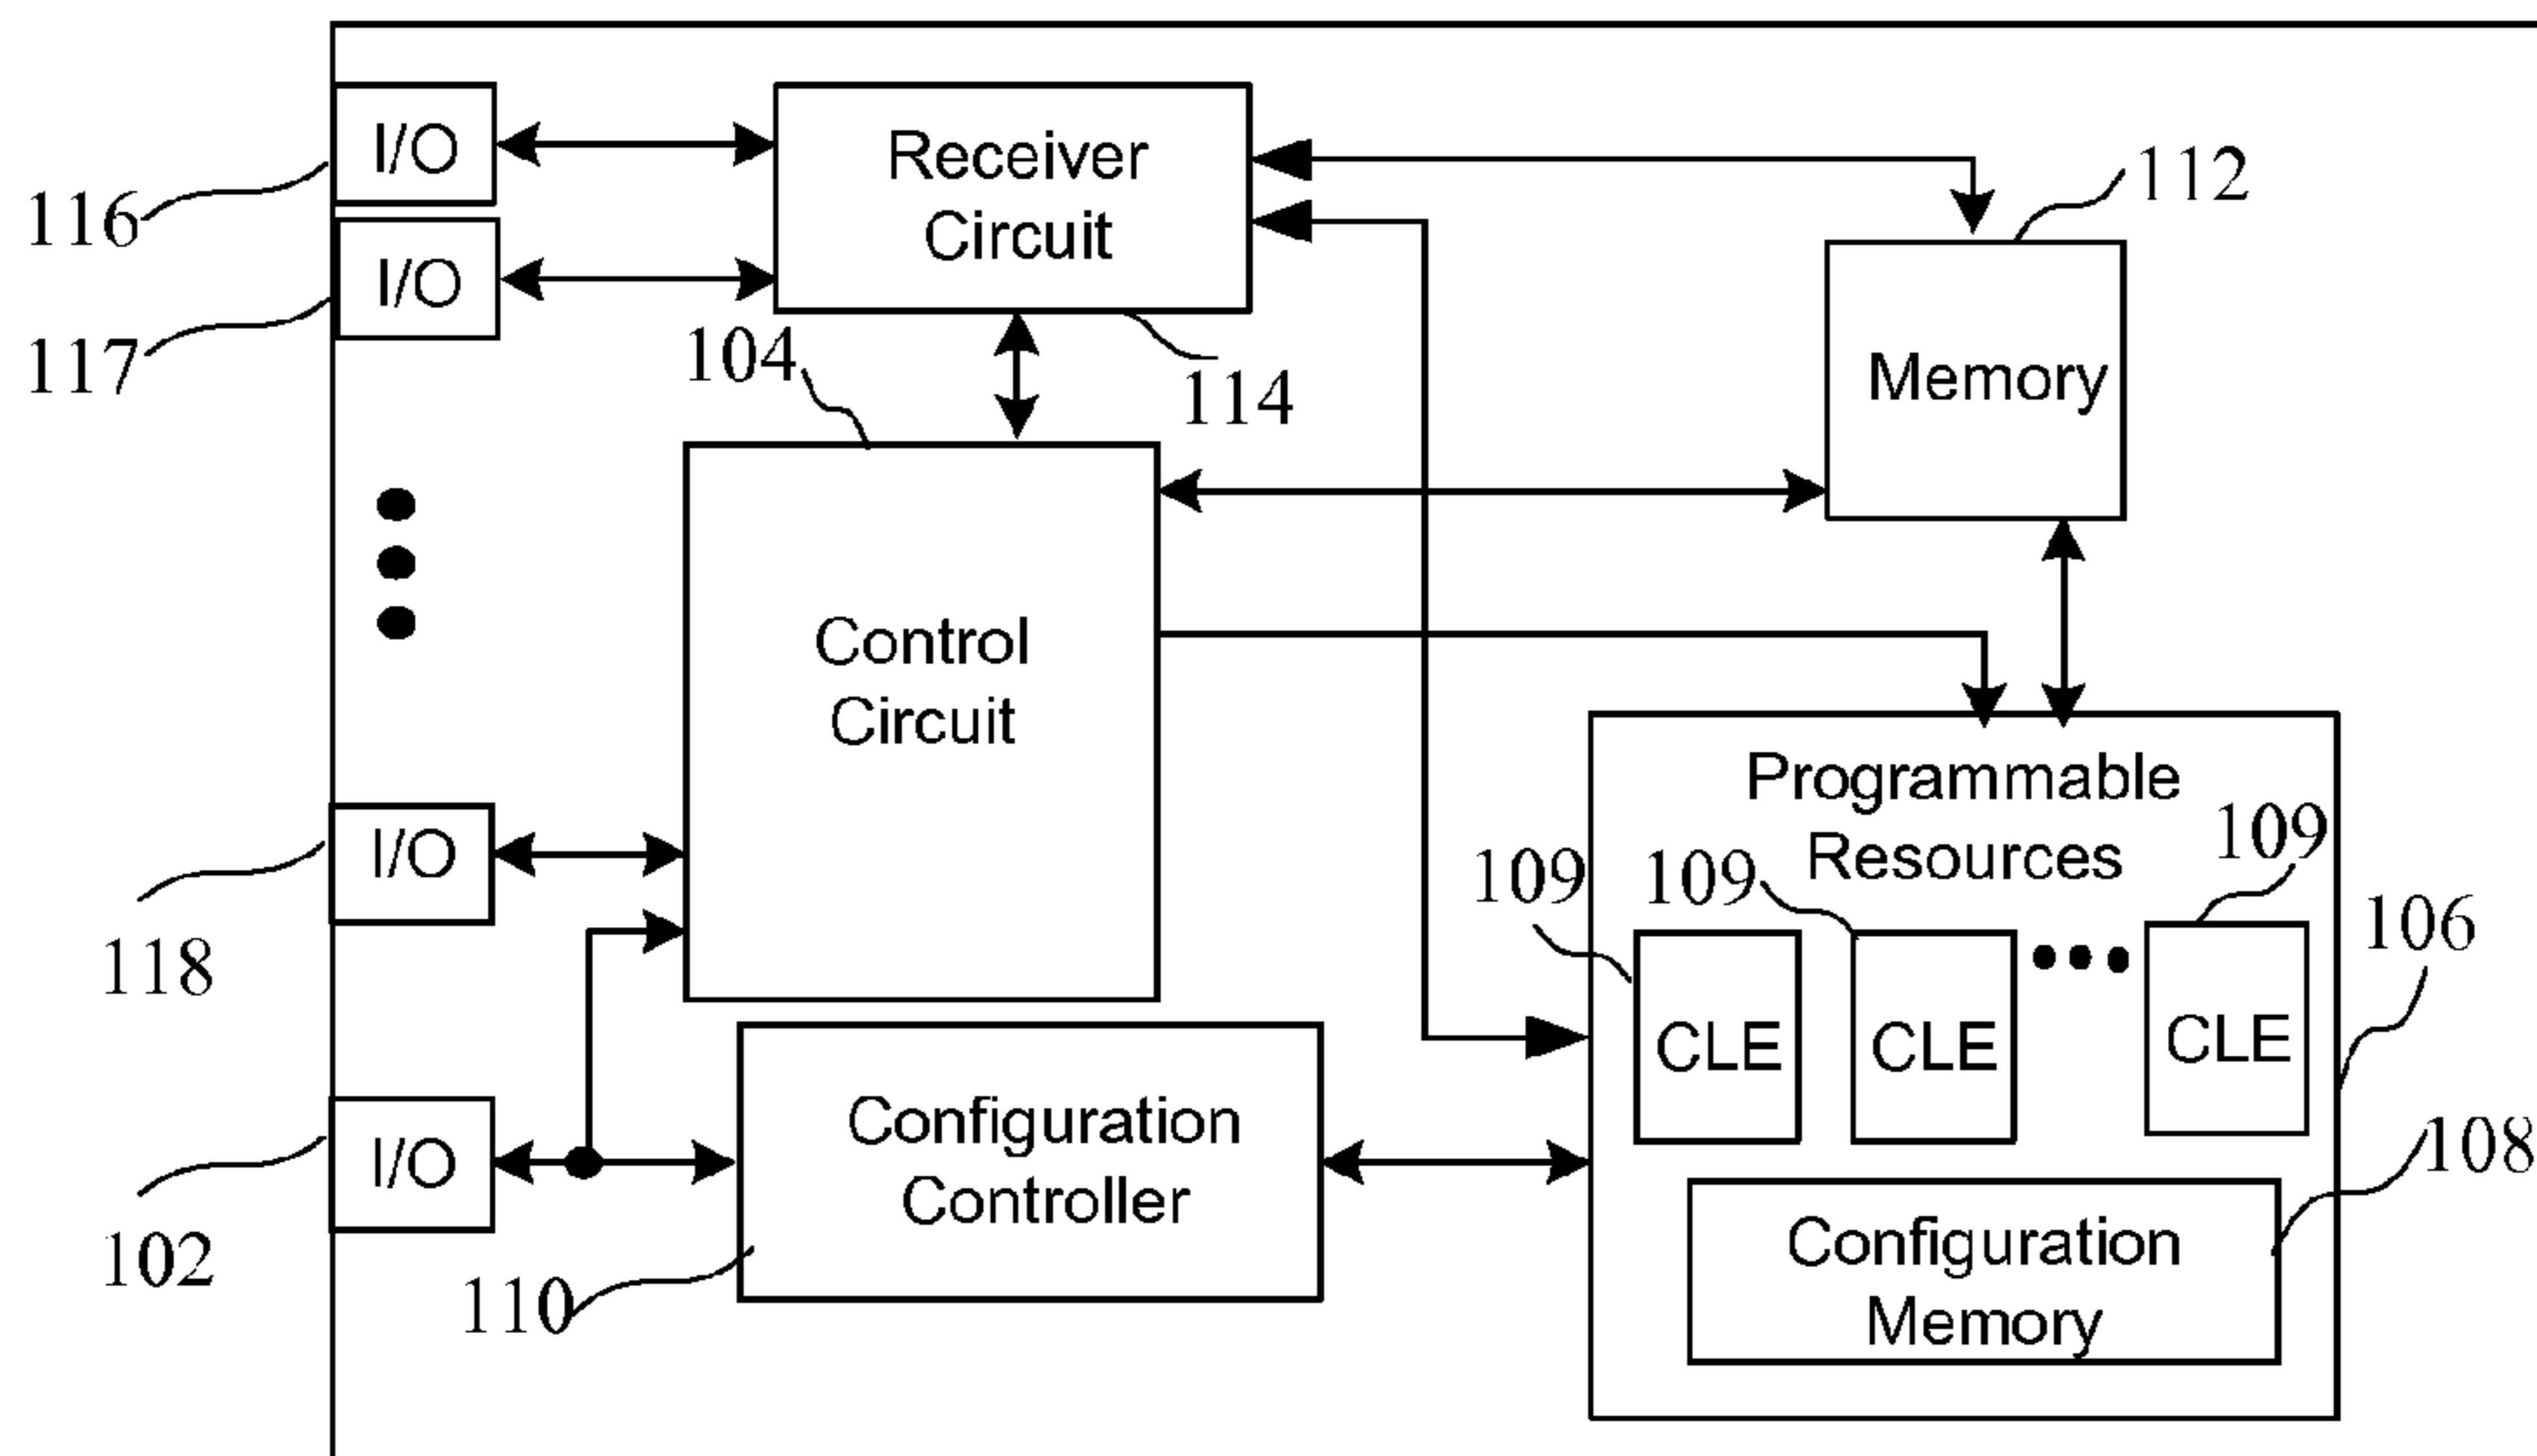 I/O
116
I/O
117
Receiver
Circuit
114
112
Memory
104
Control
Circuit
I/O
118
I/O
102
Configuration
Controller
110
Programmable
Resources
109
109
109
106
CLE
CLE
CLE
108
Configuration
Memory